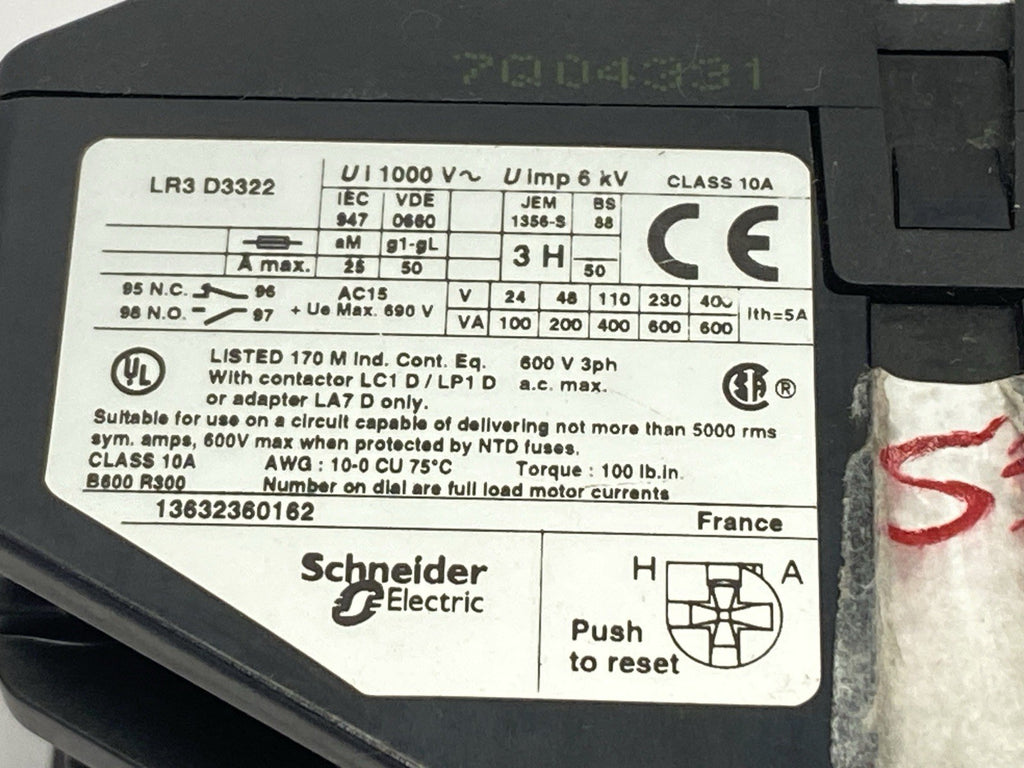 7Q04331
LR3 D3322
Ui 1000 V~ Uimp 6 kV CLASS 10A
IEC 947 VDE 0660 JEM 1356-S BS 88
aM g1-gL 3 H CE
A max. 25 50 50
95 N.C. 96 AC15 V 24 48 110 230 400
98 N.O. 97 + Ue Max. 690 V VA 100 200 400 600 600 Ith=5A
UL LISTED 170 M Ind. Cont. Eq. 600 V 3ph
With contactor LC1 D / LP1 D a.c. max. SA ®
or adapter LA7 D only.
Suitable for use on a circuit capable of delivering not more than 5000 rms
sym. amps, 600V max when protected by NTD fuses.
CLASS 10A AWG : 10-0 CU 75°C Torque : 100 lb.in.
B600 R300 Number on dial are full load motor currents
13632360162 France
Schneider
Electric
H A
Push
to reset